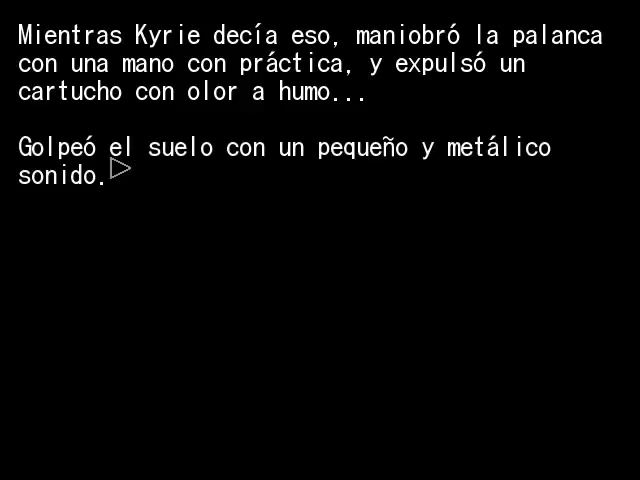 Mientras Kyrie decía eso, maniobró la palanca
con una mano con práctica, y expulsó un
cartucho con olor a humo...
Golpeó el suelo con un pequeño y metálico
sonido.